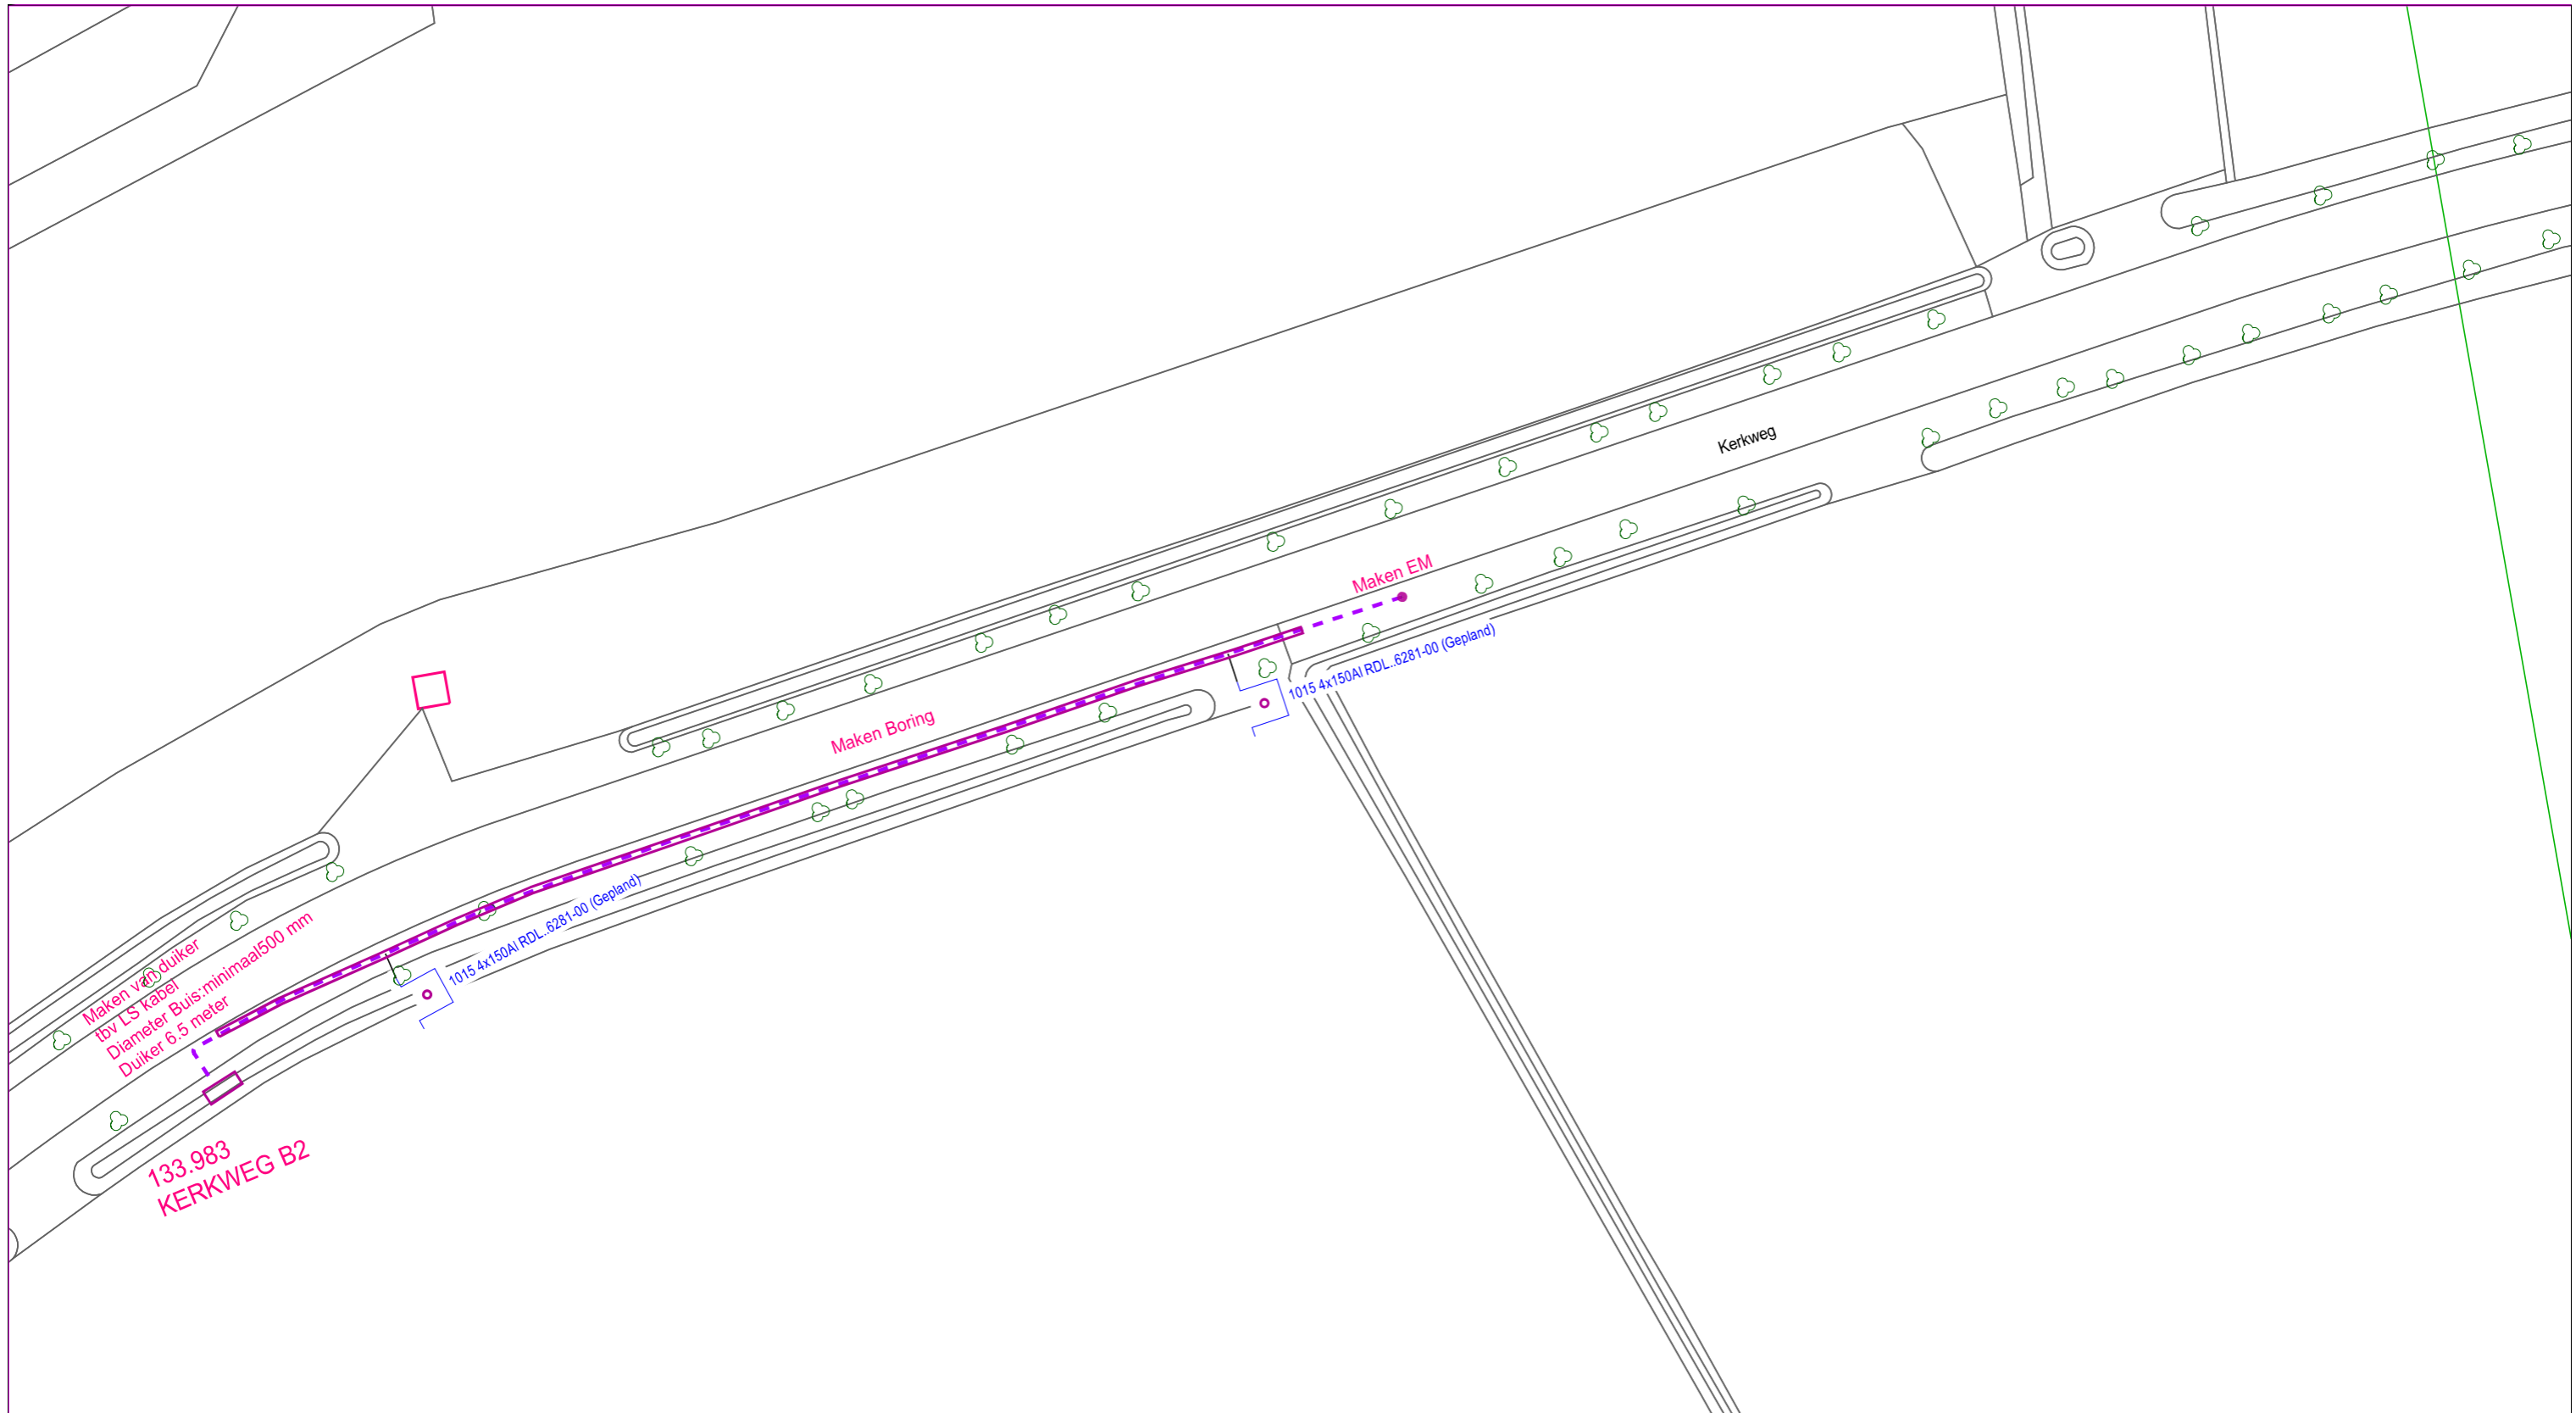 Kerkweg
Maken EM
1015 4x150Al RDL..6281-00 (Gepland)
Maken Boring
1015 4x150Al RDL..6281-00 (Gepland)
Maken van duiker
tbv LS kabel
Diameter Buis:minimaal500 mm
Duiker 6.5 meter
133.983
KERKWEG B2